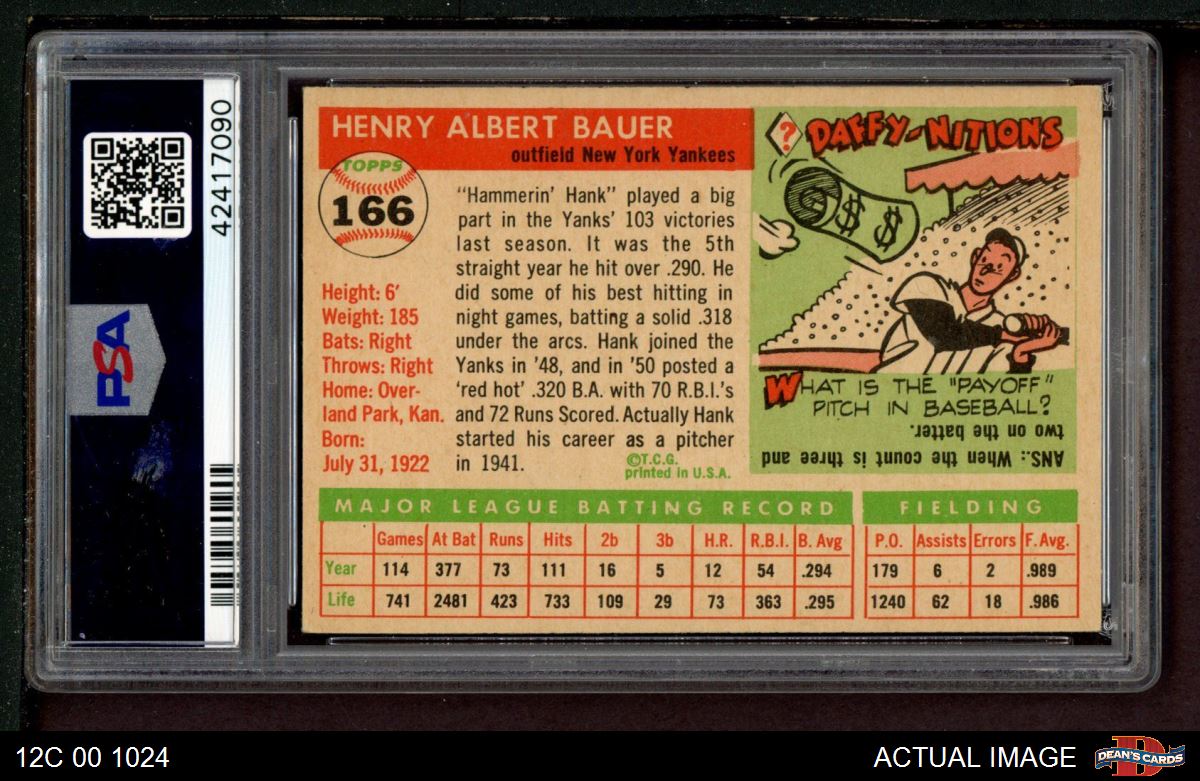 42417090
PSA
HENRY ALBERT BAUER
outfield New York Yankees
TOPPS
166
"Hammerin' Hank" played a big
part in the Yanks' 103 victories
last season. It was the 5th
straight year he hit over .290. He
did some of his best hitting in
night games, batting a solid .318
under the arcs. Hank joined the
Yanks in '48, and in '50 posted a
'red hot' .320 B.A. with 70 R.B.I.'s
and 72 Runs Scored. Actually Hank
started his career as a pitcher
in 1941.
©T.C.G.
printed in U.S.A.
Height: 6'
Weight: 185
Bats: Right
Throws: Right
Home: Over-
land Park, Kan.
Born:
July 31, 1922
? DAFFY-NITIONS
$ $
WHAT IS THE "PAYOFF"
PITCH IN BASEBALL?
ANS.: When the count is three and
two on the batter.
MAJOR LEAGUE BATTING RECORD FIELDING
Games At Bat Runs Hits 2b 3b H.R. R.B.I. B. Avg P.O. Assists Errors F. Avg.
Year 114 377 73 111 16 5 12 54 .294 179 6 2 .989
Life 741 2481 423 733 109 29 73 363 .295 1240 62 18 .986
12C 00 1024
ACTUAL IMAGE
D
DEAN'S CARDS